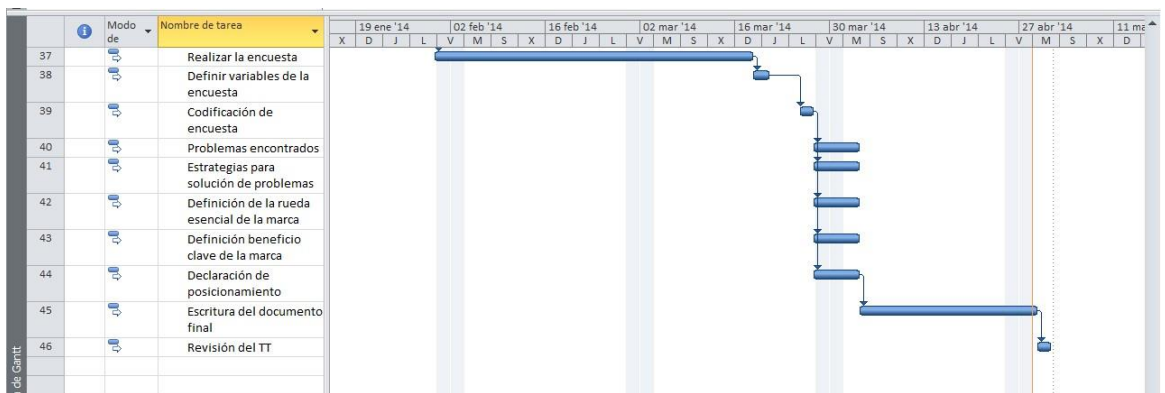 Modo de
Nombre de tarea
19 ene '14 02 feb '14 16 feb '14 02 mar '14 16 mar '14 30 mar '14 13 abr '14 27 abr '14 11 ma
X D J L V M S X D J L V M S X D J L V M S X D J L V M S X D
37 Realizar la encuesta
38 Definir variables de la
encuesta
39 Codificación de
encuesta
40 Problemas encontrados
41 Estrategias para
solución de problemas
42 Definición de la rueda
esencial de la marca
43 Definición beneficio
clave de la marca
44 Declaración de
posicionamiento
45 Escritura del documento
final
46 Revisión del TT
de Gantt